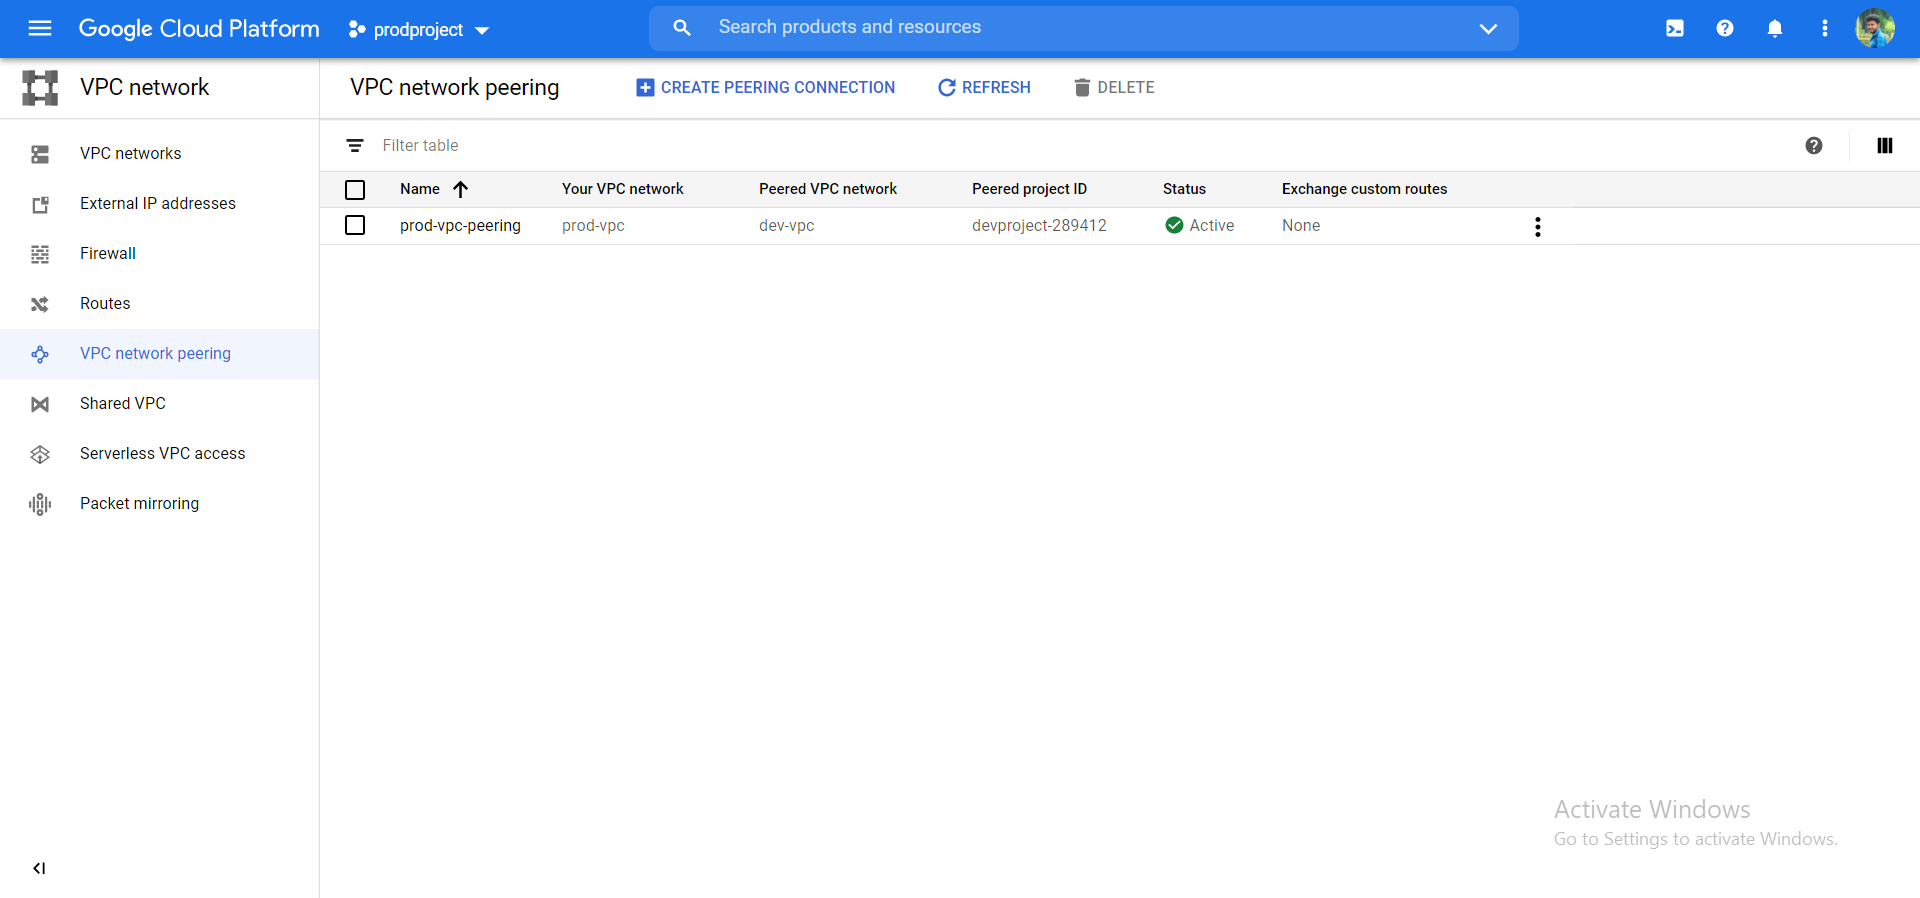 Google Cloud Platform prodproject Search products and resources
VPC network
VPC network peering CREATE PEERING CONNECTION REFRESH DELETE
VPC networks
External IP addresses
Firewall
Routes
VPC network peering
Shared VPC
Serverless VPC access
Packet mirroring
Filter table
Name Your VPC network Peered VPC network Peered project ID Status Exchange custom routes
prod-vpc-peering prod-vpc dev-vpc devproject-289412 Active None
Activate Windows
Go to Settings to activate Windows.